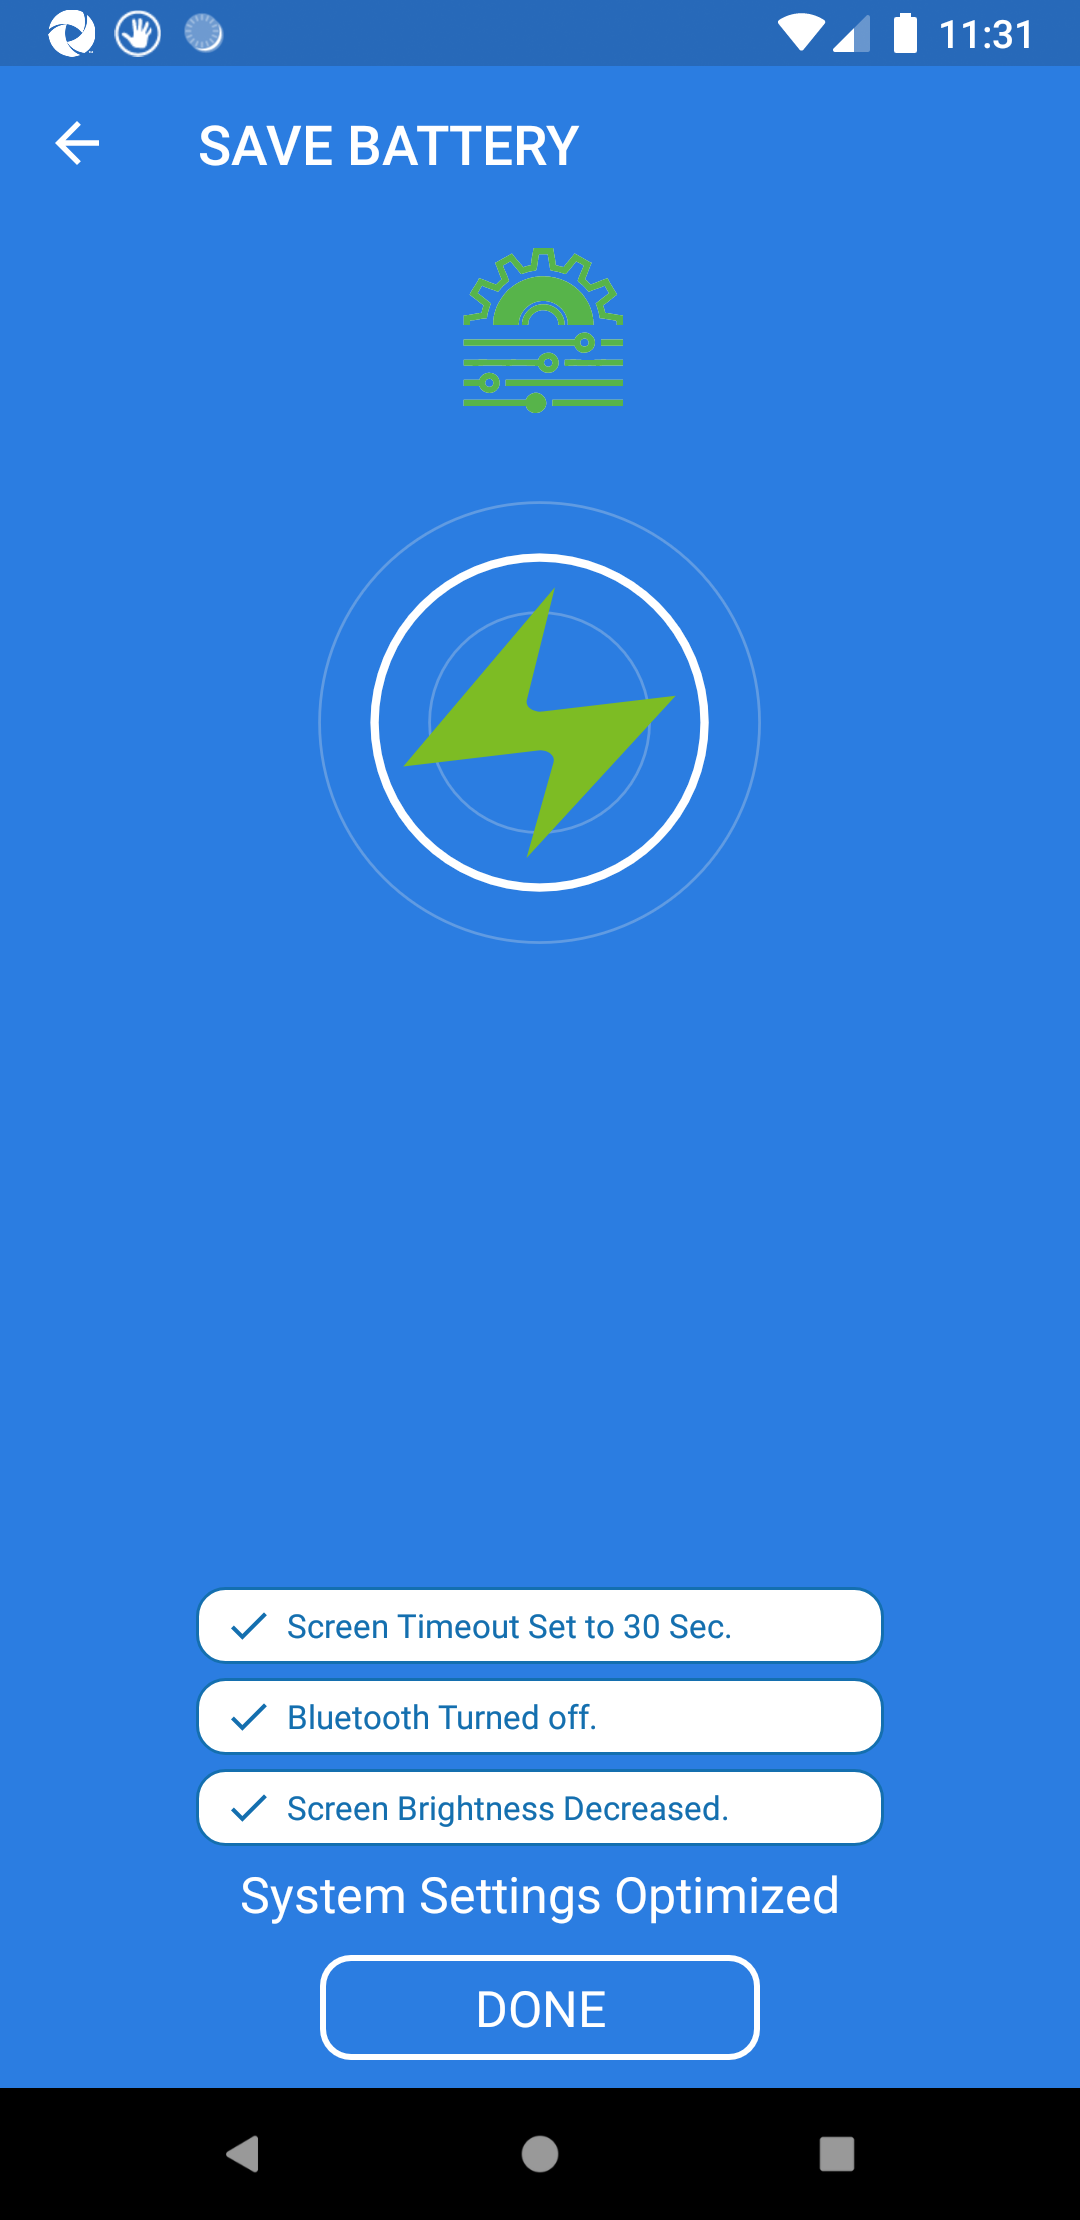 11:31
SAVE BATTERY
Screen Timeout Set to 30 Sec.
Bluetooth Turned off.
Screen Brightness Decreased.
System Settings Optimized
DONE